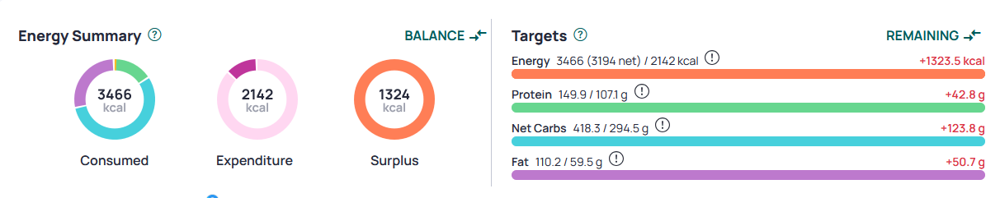 Energy Summary ?
BALANCE
3466
kcal
Consumed
2142
kcal
Expenditure
1324
kcal
Surplus
Targets ?
REMAINING
Energy 3466 (3194 net) / 2142 kcal ! +1323.5 kcal
Protein 149.9 / 107.1 g ! +42.8 g
Net Carbs 418.3 / 294.5 g ! +123.8 g
Fat 110.2 / 59.5 g ! +50.7 g